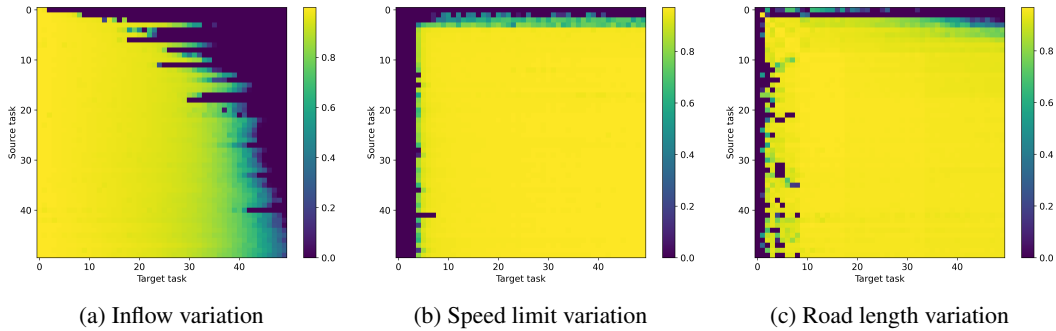 0
10
20
30
40
Source task
0 10 20 30 40
Target task
0.8
0.6
0.4
0.2
0.0
(a) Inflow variation
0
10
20
30
40
Source task
0 10 20 30 40
Target task
0.8
0.6
0.4
0.2
0.0
(b) Speed limit variation
0
10
20
30
40
Source task
0 10 20 30 40
Target task
0.8
0.6
0.4
0.2
0.0
(c) Road length variation